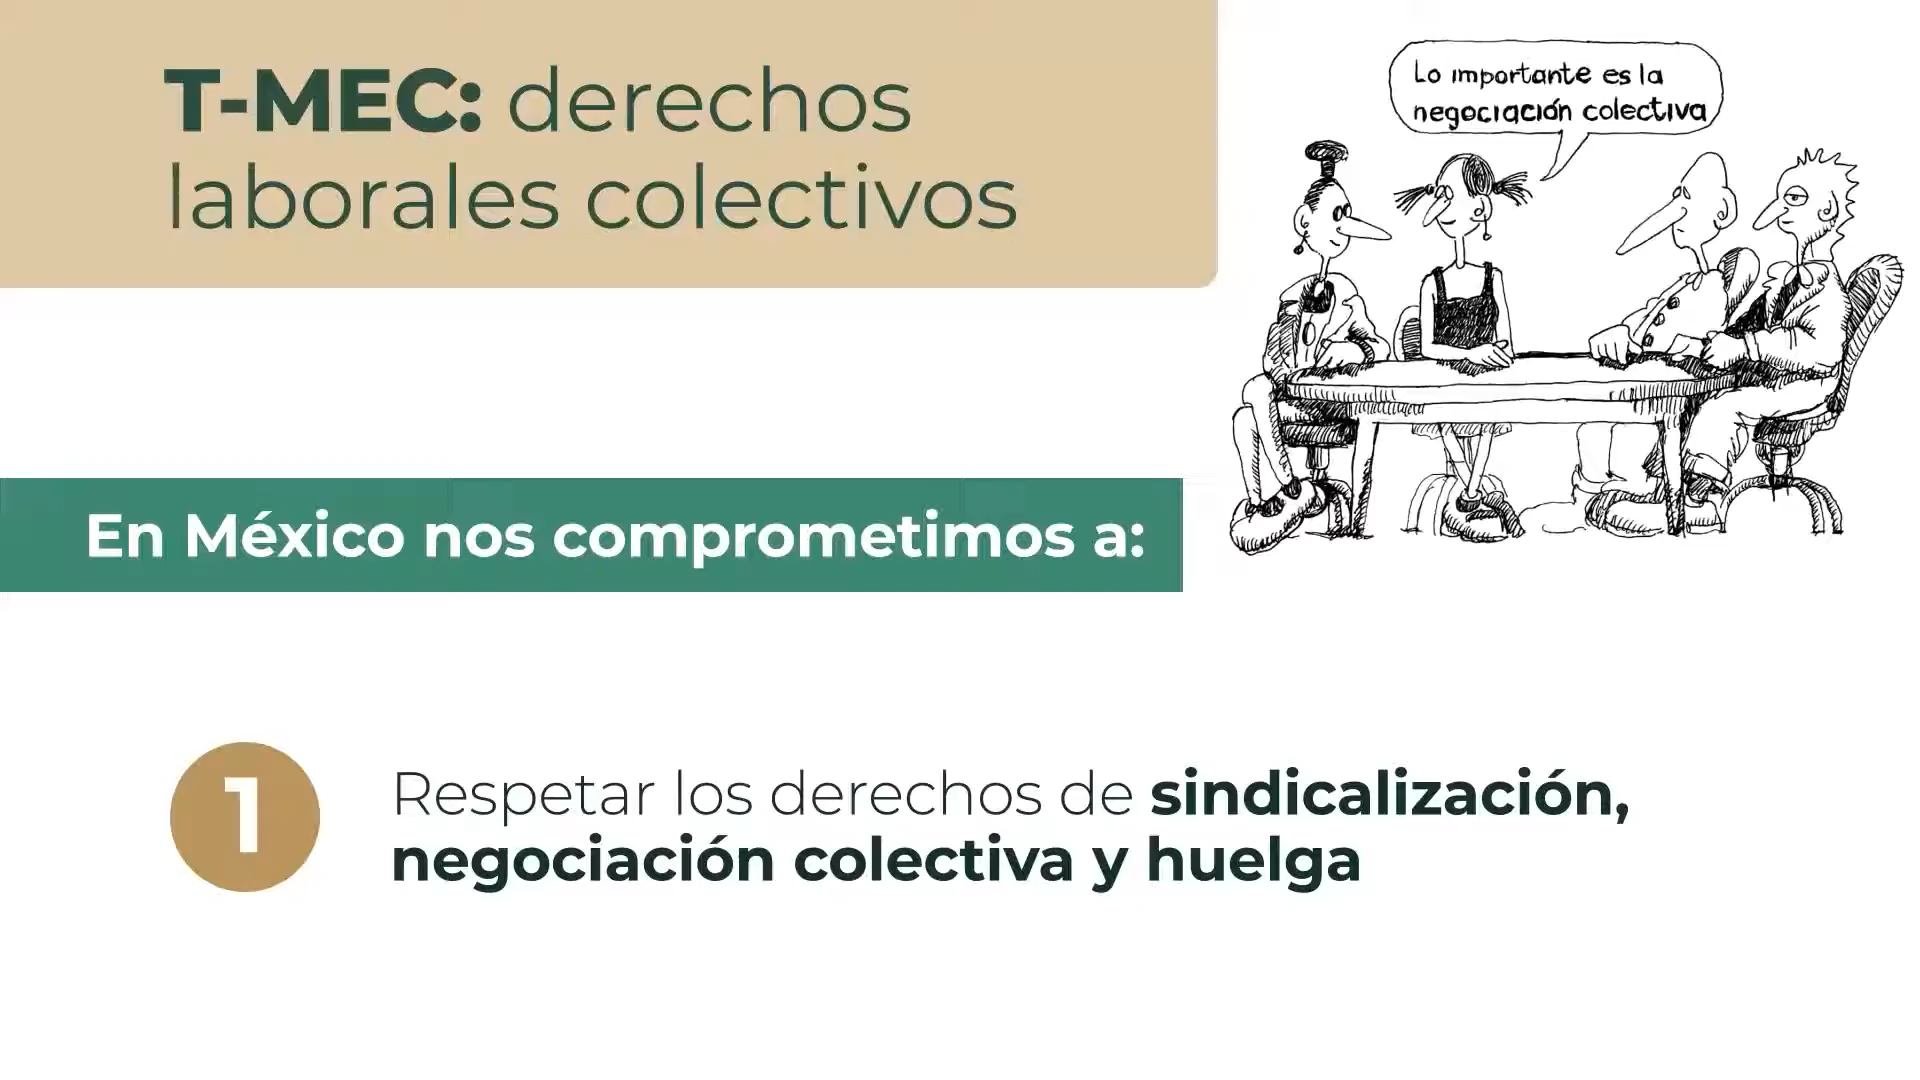 T-MEC: derechos
laborales colectivos
Lo importante es la
negociación colectiva
En México nos comprometimos a:
1
Respetar los derechos de sindicalización,
negociación colectiva y huelga